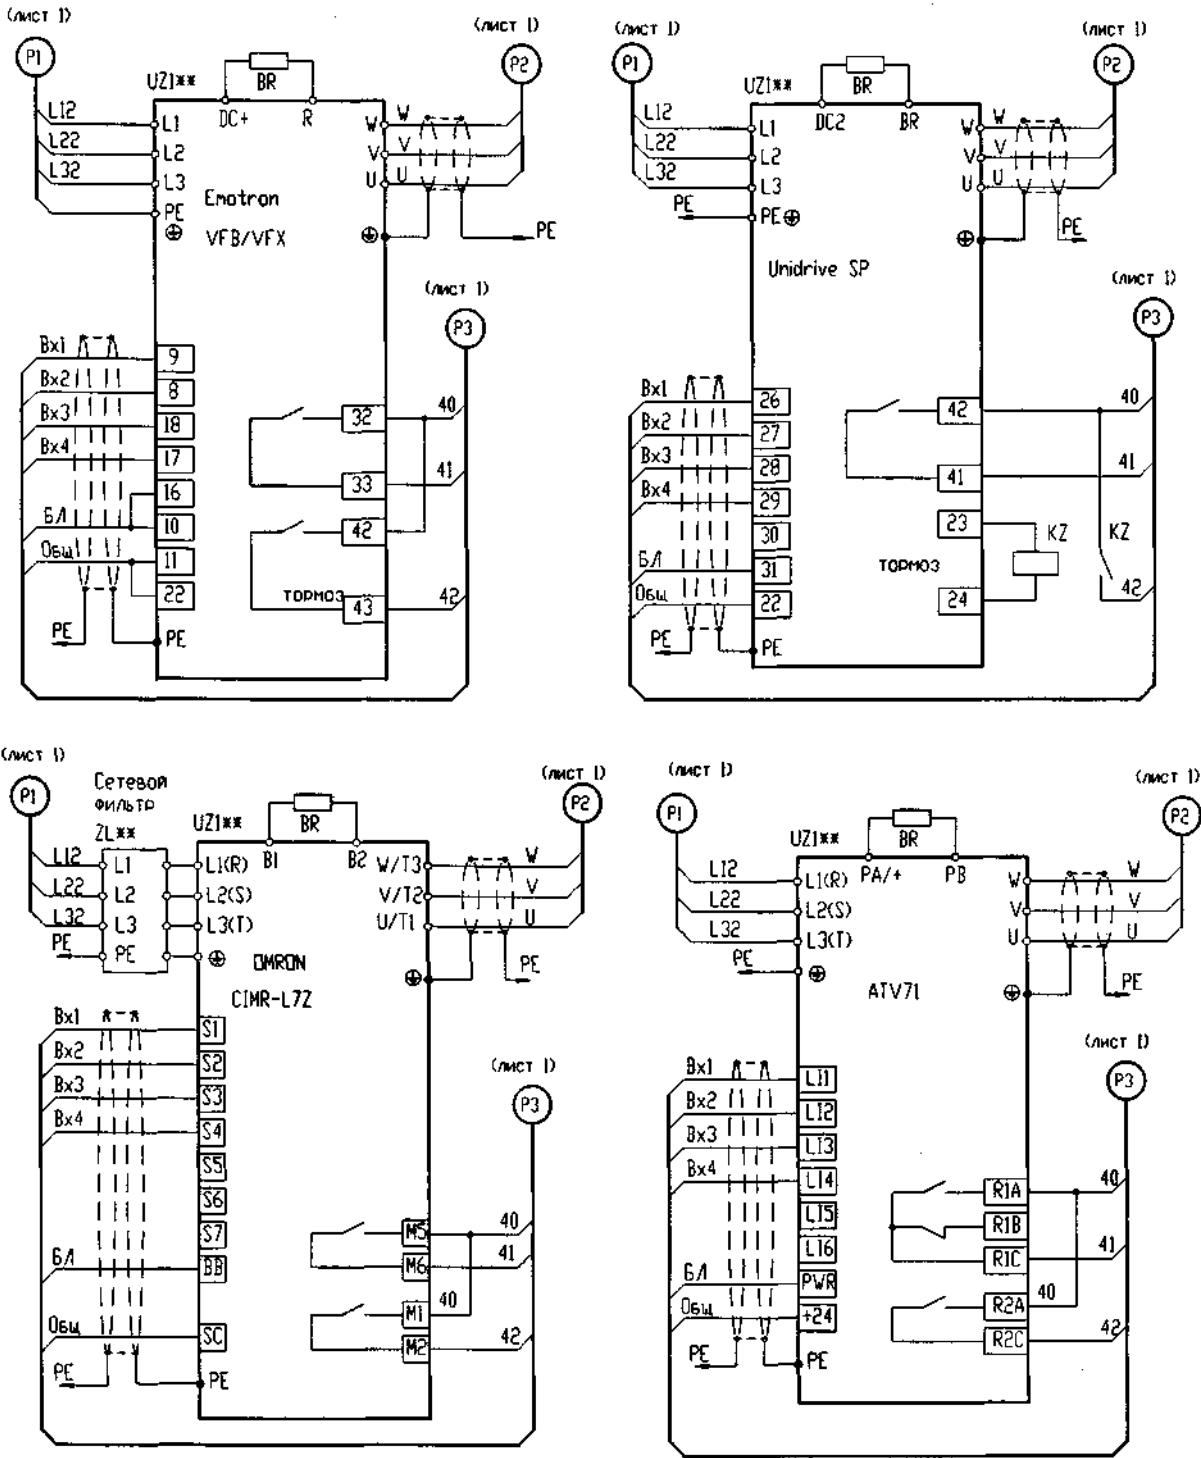 (лист 1)
P1
L12
L22
L32
UZ1**
BR
DC+
R
L1
L2
L3
PE
Emotron
VFB/VFX
W
V
U
W
V
U
(лист 1)
P2
PE
(лист 1)
P3
Вх1
Вх2
Вх3
Вх4
БЛ
Общ
PE
9
8
18
17
16
10
11
22
PE
32
33
42
ТОРМОЗ
43
40
41
42
(лист 1)
P1
L12
L22
L32
PE
UZ1**
BR
DC2
BR
L1
L2
L3
PE
Unidrive SP
W
V
U
W
V
U
(лист 1)
P2
PE
(лист 1)
P3
Вх1
Вх2
Вх3
Вх4
БЛ
Общ
PE
26
27
28
29
30
31
22
PE
42
41
23
ТОРМОЗ
24
KZ
KZ
40
41
42
(лист 1)
P1
Сетевой
фильтр
ZL**
L12
L22
L32
PE
L1
L2
L3
PE
UZ1**
BR
B1
B2
L1(R)
L2(S)
L3(T)
OMRON
CIMR-L7Z
W/T3
V/T2
U/T1
W
V
U
(лист 1)
P2
PE
(лист 1)
P3
Вх1
Вх2
Вх3
Вх4
БЛ
Общ
PE
S1
S2
S3
S4
S5
S6
S7
BB
SC
PE
M5
M6
M1
M2
40
41
40
42
(лист 1)
P1
L12
L22
L32
PE
UZ1**
BR
PA/+
PB
L1(R)
L2(S)
L3(T)
ATV71
W
V
U
W
V
U
(лист 1)
P2
PE
(лист 1)
P3
Вх1
Вх2
Вх3
Вх4
БЛ
Общ
PE
LI1
LI2
LI3
LI4
LI5
LI6
PWR
+24
PE
R1A
R1B
R1C
R2A
R2C
40
41
40
42